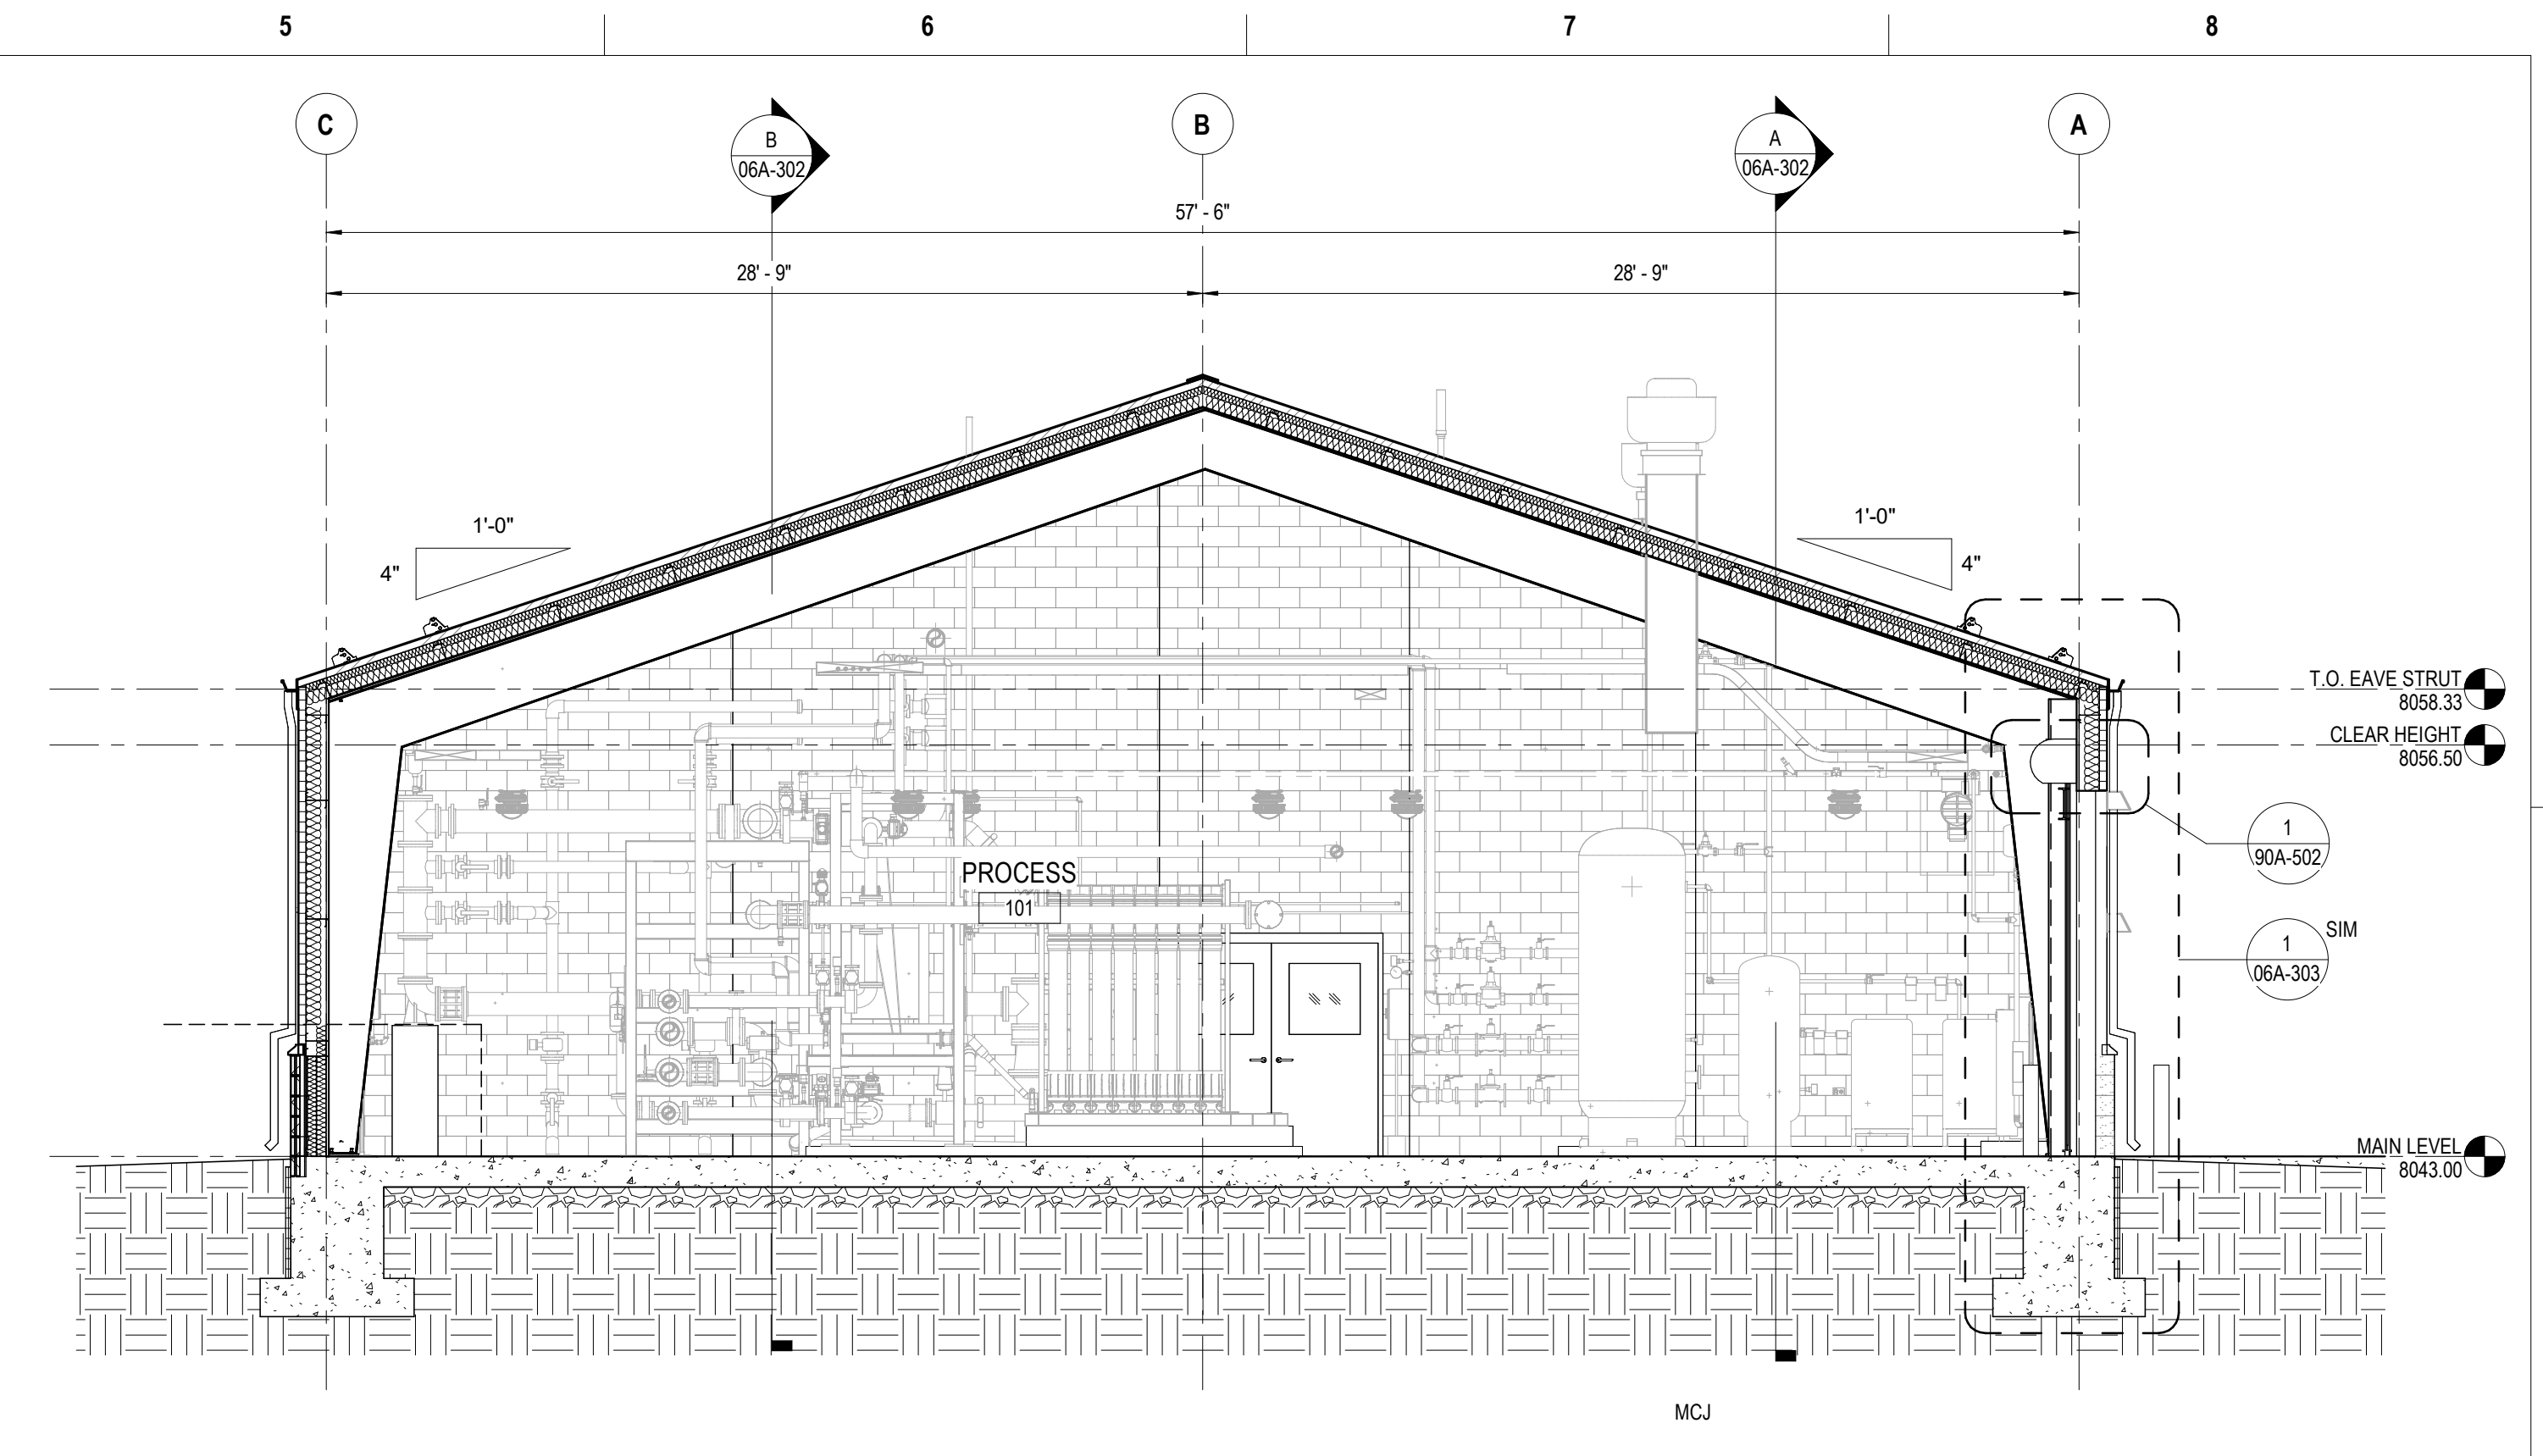 5 6 7 8
C B A
B
06A-302
A
06A-302
57' - 6"
28' - 9" 28' - 9"
1'-0"
4"
1'-0"
4"
T.O. EAVE STRUT
8058.33
CLEAR HEIGHT
8056.50
1
90A-502
PROCESS
101
1
06A-303
SIM
MAIN LEVEL
8043.00
MCJ